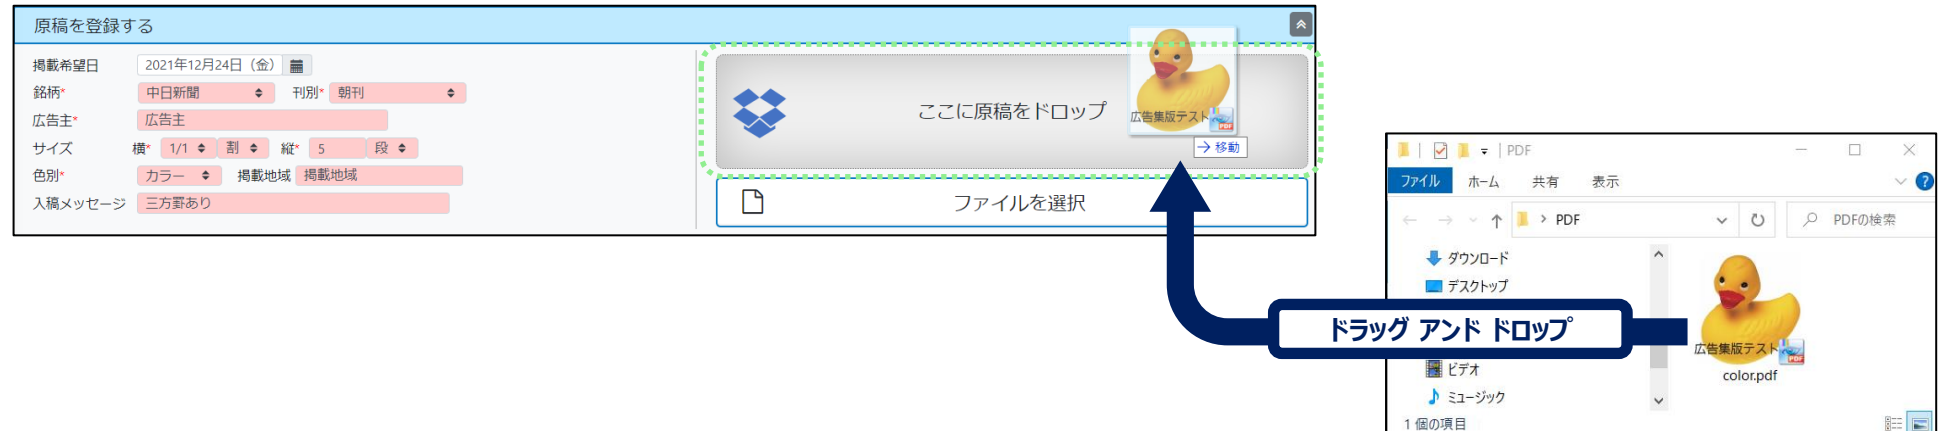 原稿を登録する
掲載希望日 2021年12月24日（金）
銘柄* 中日新聞 刊別* 朝刊
広告主* 広告主
サイズ 横* 1/1 割 縦* 5 段
色別* カラー 掲載地域 掲載地域
入稿メッセージ 三方罫あり
ここに原稿をドロップ
広告集版テスト
PDF
→移動
ファイルを選択
ドラッグ アンド ドロップ
PDF
ファイル ホーム 共有 表示
PDF PDFの検索
ダウンロード
デスクトップ
ビデオ
ミュージック
広告集版テスト
PDF
color.pdf
1 個の項目